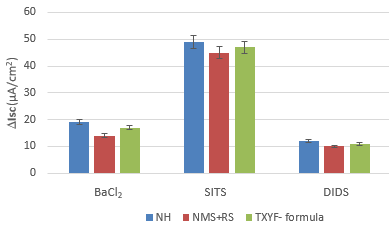 60
50
40
30
20
10
0
ΔIsc(μA/cm²)
BaCl₂ SITS DIDS
NH NMS+RS TXYF- formula